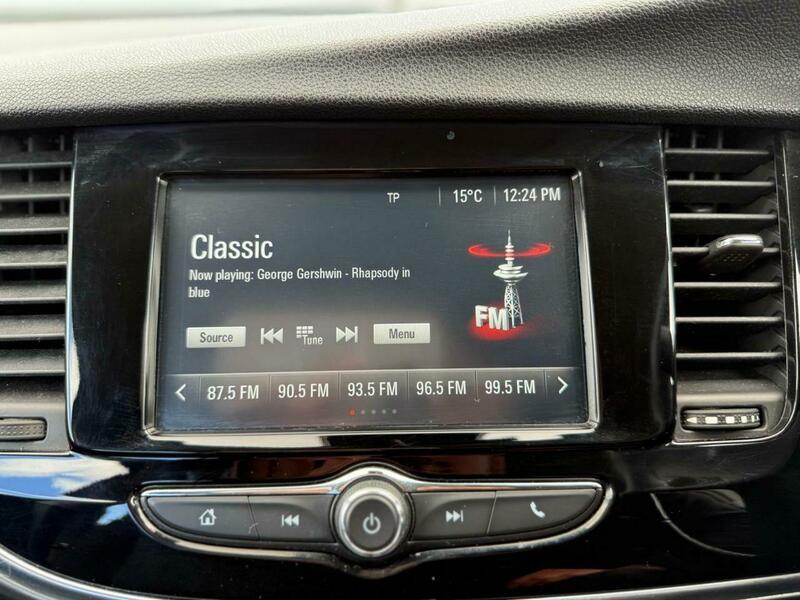 TP 15°C 12:24 PM
Classic
Now playing: George Gershwin - Rhapsody in
blue
FM
Source Tune Menu
87.5 FM 90.5 FM 93.5 FM 96.5 FM 99.5 FM